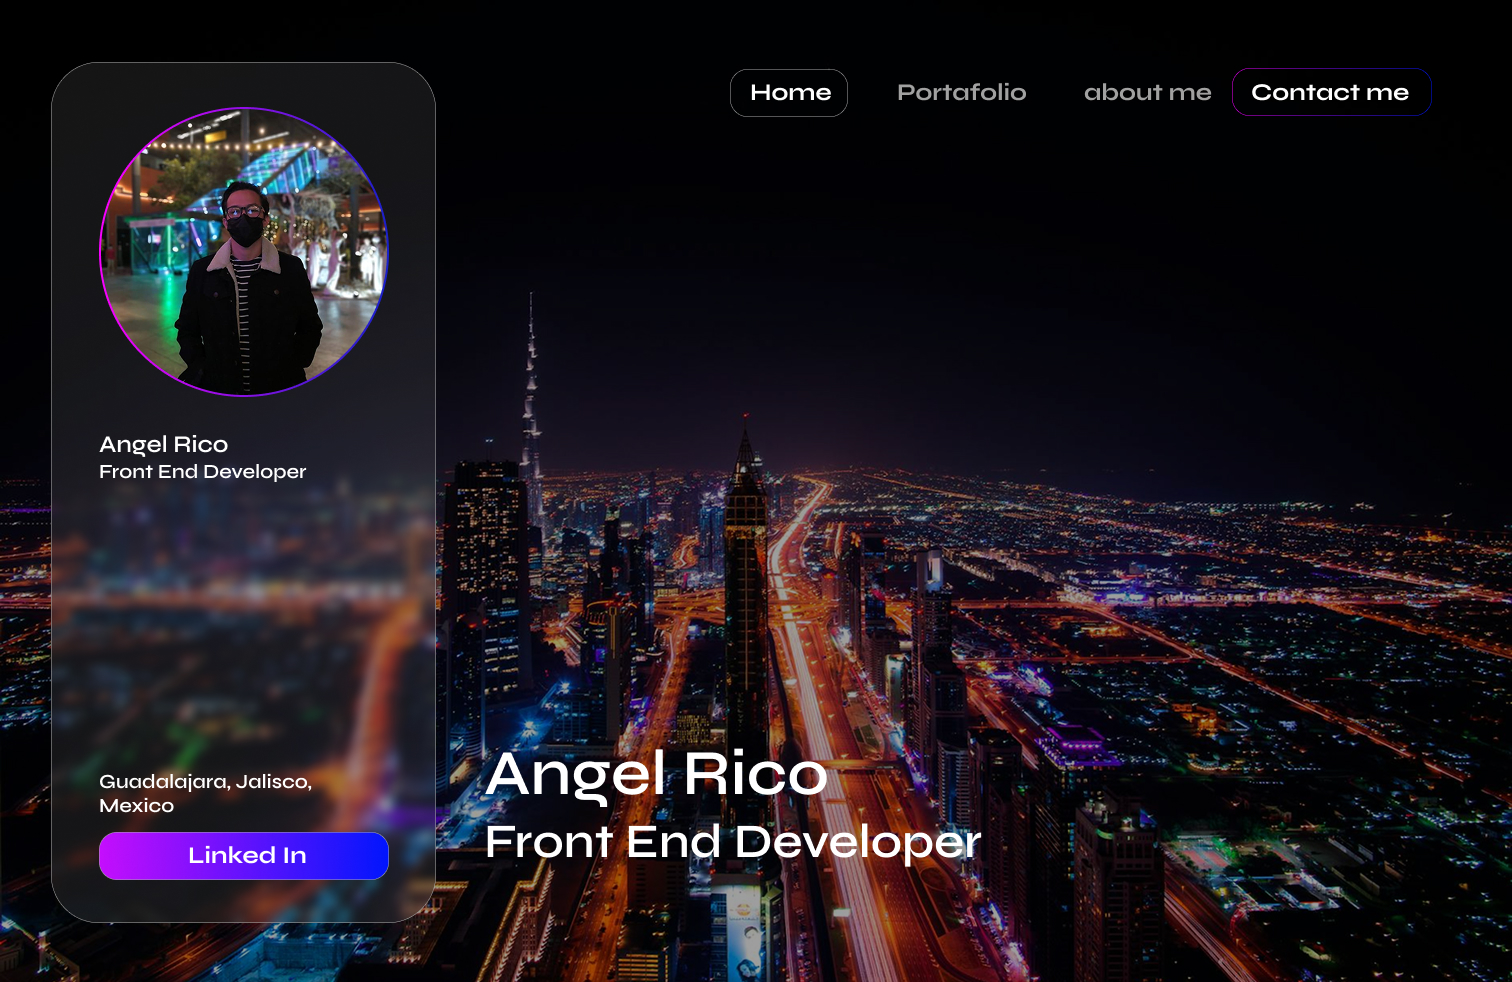 Home
Portafolio
about me
Contact me
Angel Rico
Front End Developer
Guadalajara, Jalisco,
Mexico
Linked In
Angel Rico
Front End Developer